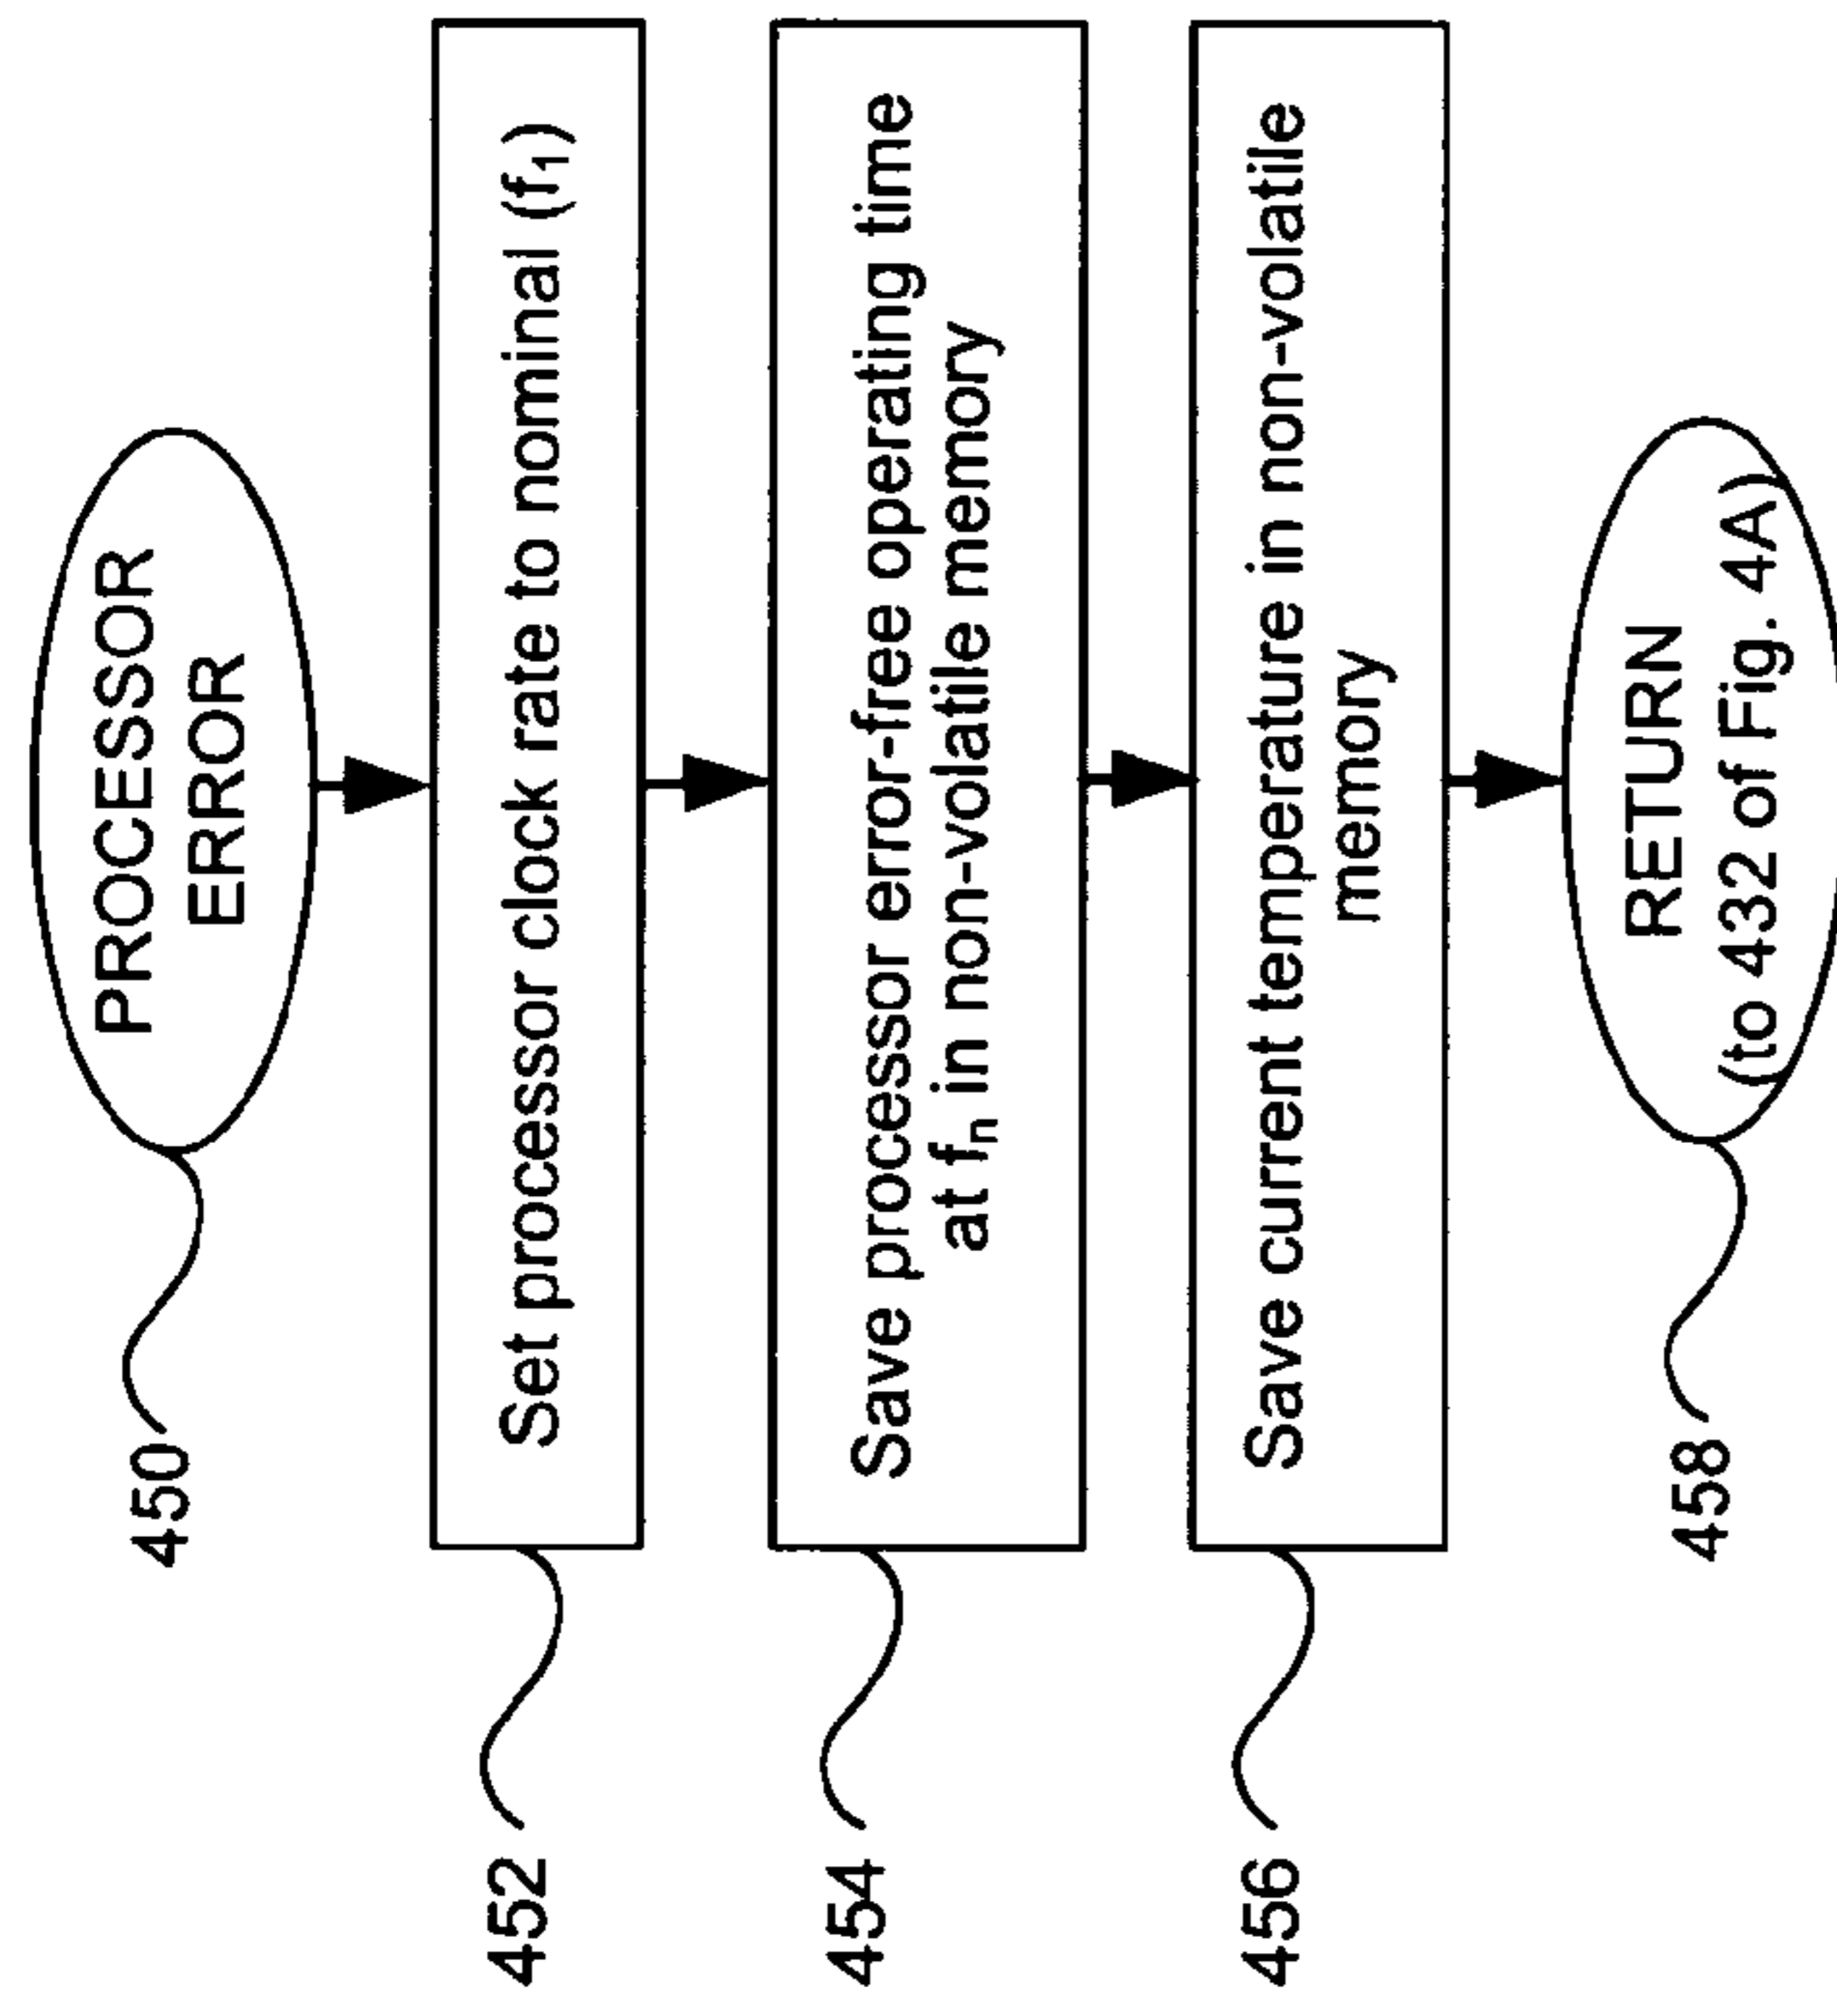 450
PROCESSOR
ERROR
452
Set processor clock rate to nominal (f₁)
454
Save processor error-free operating time
at fₙ in non-volatile memory
456
Save current temperature in non-volatile
memory
458
RETURN
(to 432 of Fig. 4A)